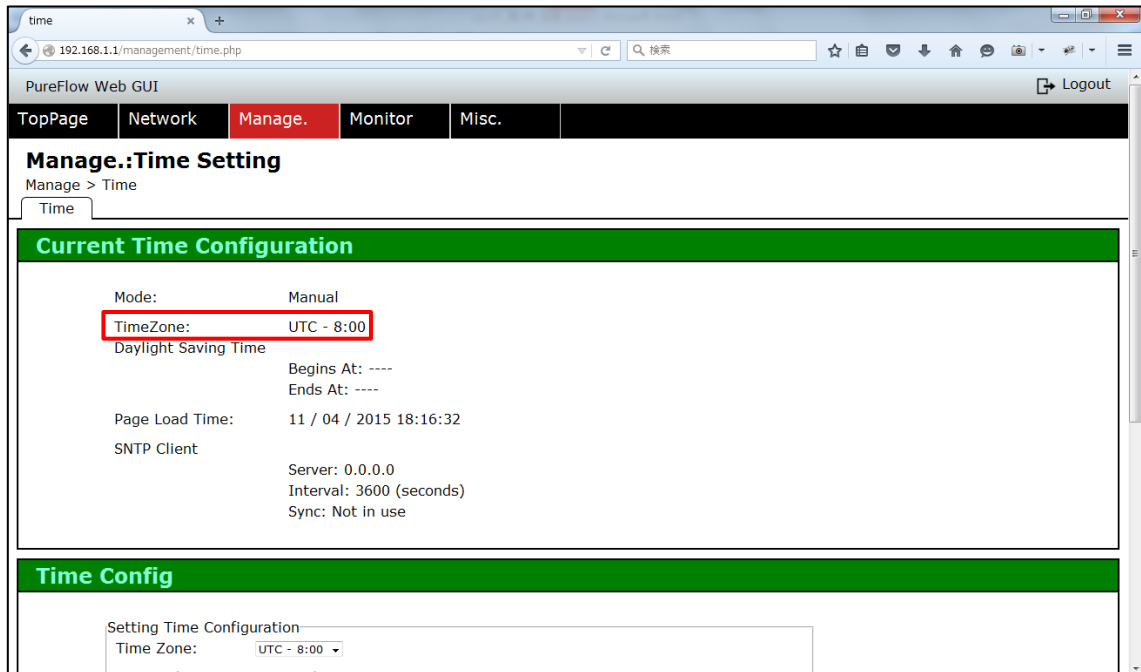 time
192.168.1.1/management/time.php
検索
PureFlow Web GUI
Logout
TopPage Network Manage. Monitor Misc.
Manage.:Time Setting
Manage > Time
Time
Current Time Configuration
Mode: Manual
TimeZone: UTC - 8:00
Daylight Saving Time
Begins At: ----
Ends At: ----
Page Load Time: 11 / 04 / 2015 18:16:32
SNTP Client
Server: 0.0.0.0
Interval: 3600 (seconds)
Sync: Not in use
Time Config
Setting Time Configuration
Time Zone: UTC - 8:00